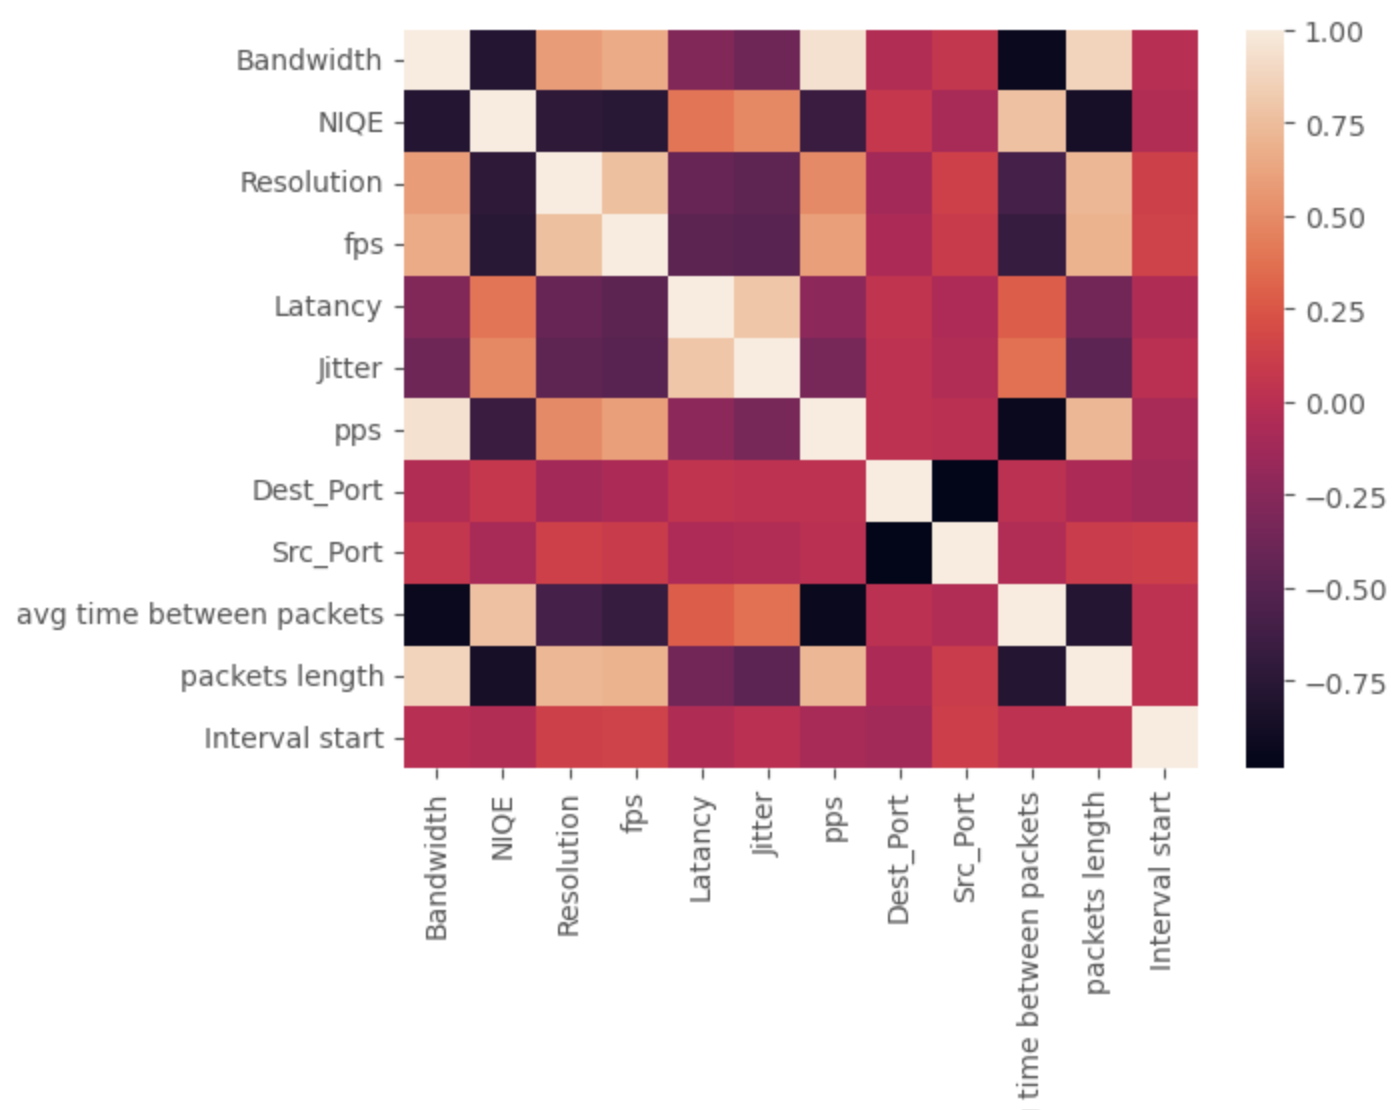 Bandwidth
NIQE
Resolution
fps
Latancy
Jitter
pps
Dest_Port
Src_Port
avg time between packets
packets length
Interval start
Bandwidth
NIQE
Resolution
fps
Latancy
Jitter
pps
Dest_Port
Src_Port
time between packets
packets length
Interval start
1.00
0.75
0.50
0.25
0.00
−0.25
−0.50
−0.75